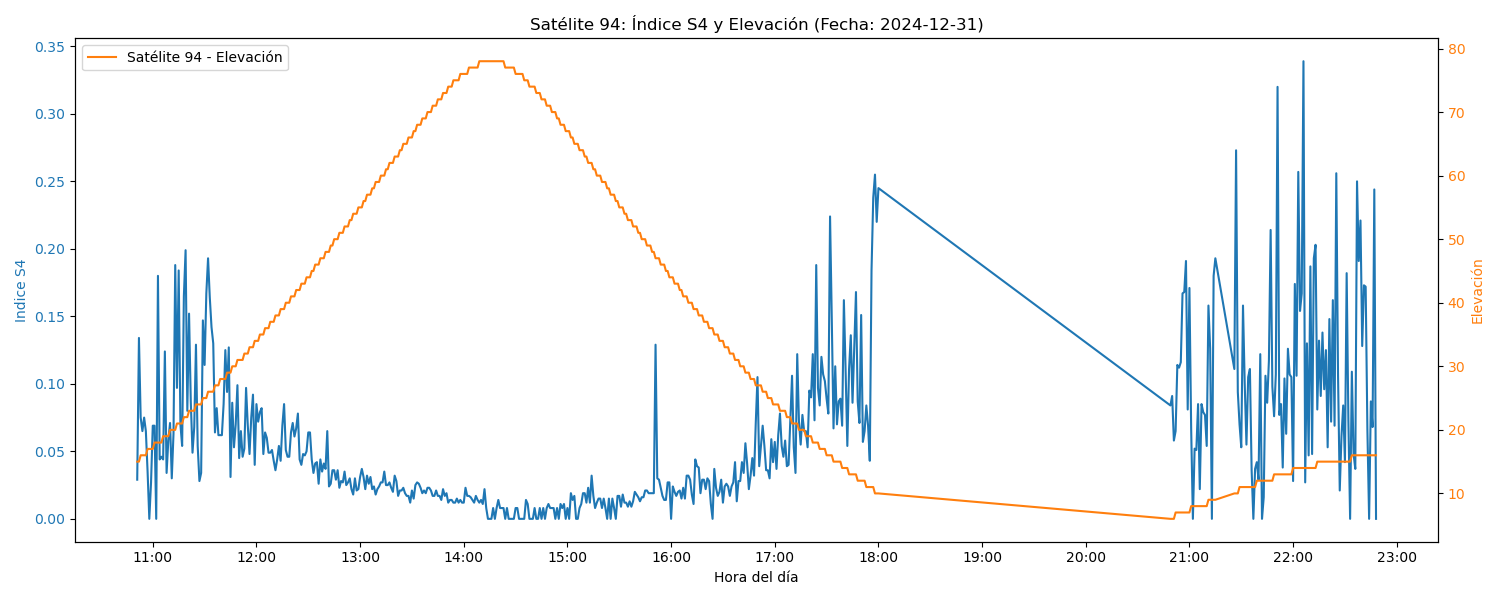 Satélite 94: Índice S4 y Elevación (Fecha: 2024-12-31)
Satélite 94 - Elevación
0.35
0.30
0.25
0.20
0.15
0.10
0.05
0.00
Indice S4
80
70
60
50
40
30
20
10
Elevación
11:00 12:00 13:00 14:00 15:00 16:00 17:00 18:00 19:00 20:00 21:00 22:00 23:00
Hora del día